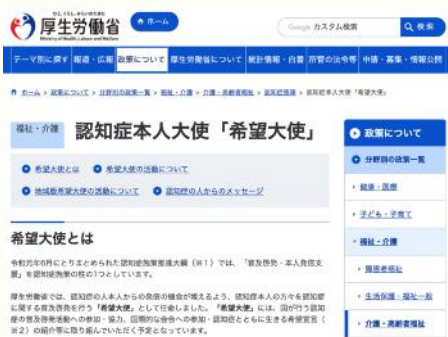 ひと、くらし、みらいのために
厚生労働省
Ministry of Health, Labour and Welfare
ホーム
Google カスタム検索
検索
テーマ別に探す
報道・広報
政策について
厚生労働省について
統計情報・白書
所管の法令等
申請・募集・情報公開
ホーム > 政策について > 分野別の政策一覧 > 福祉・介護 > 介護・高齢者福祉 > 認知症施策 > 認知症本人大使「希望大使」
福祉・介護
認知症本人大使「希望大使」
希望大使とは
希望大使の活動について
地域版希望大使の活動について
認知症の人からのメッセージ
希望大使とは
令和元年6月にとりまとめられた認知症施策推進大綱（※1）では、「普及啓発・本人発信支
援」を認知症施策の柱の1つとしています。
厚生労働省では、認知症の人本人からの発信の機会が増えるよう、認知症本人の方々を認知症
に関する普及啓発を行う「希望大使」として任命しました。「希望大使」には、国が行う認知
症の普及啓発活動への参加・協力、国際的な会合への参加・認知症とともに生きる希望宣言（
※2）の紹介等に取り組んでいただく予定となっています。
政策について
分野別の政策一覧
健康・医療
子ども・子育て
福祉・介護
障害者福祉
生活保護・福祉一般
介護・高齢者福祉